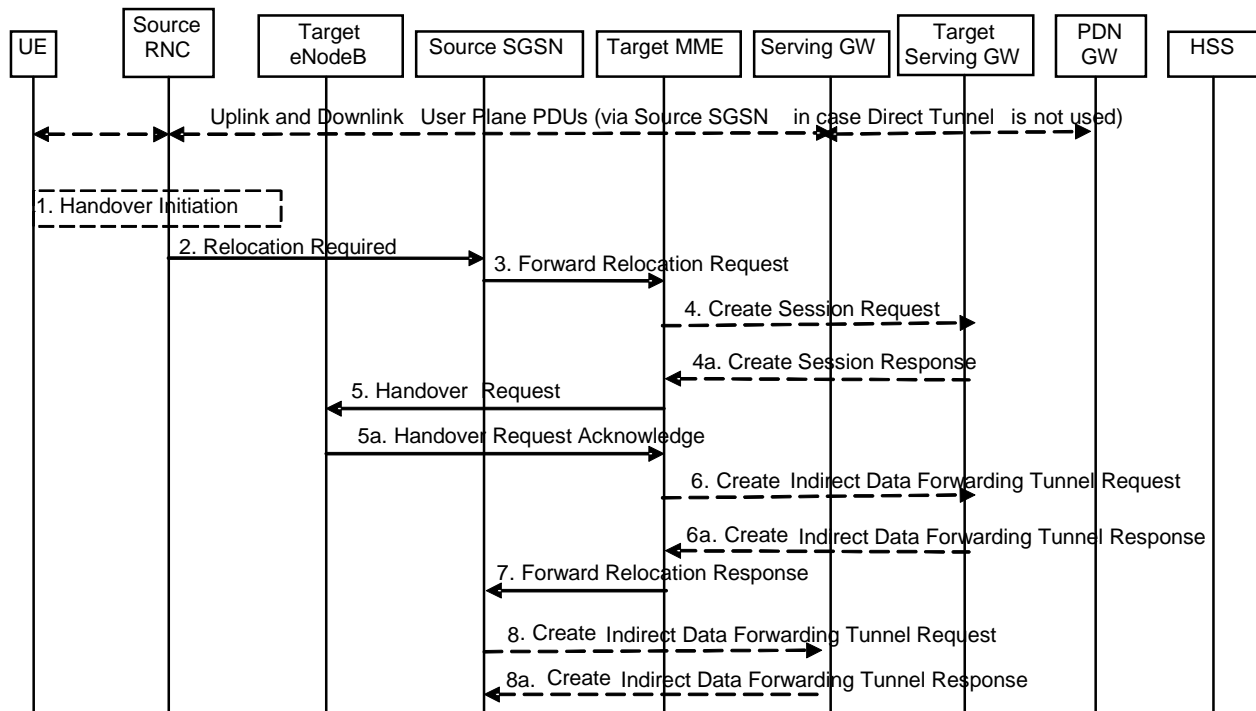 UE
Source
RNC
Target
eNodeB
Source SGSN
Target MME
Serving GW
Target
Serving GW
PDN
GW
HSS
Uplink and Downlink User Plane PDUs (via Source SGSN in case Direct Tunnel is not used)
1. Handover Initiation
2. Relocation Required
3. Forward Relocation Request
4. Create Session Request
4a. Create Session Response
5. Handover Request
5a. Handover Request Acknowledge
6. Create Indirect Data Forwarding Tunnel Request
6a. Create Indirect Data Forwarding Tunnel Response
7. Forward Relocation Response
8. Create Indirect Data Forwarding Tunnel Request
8a. Create Indirect Data Forwarding Tunnel Response